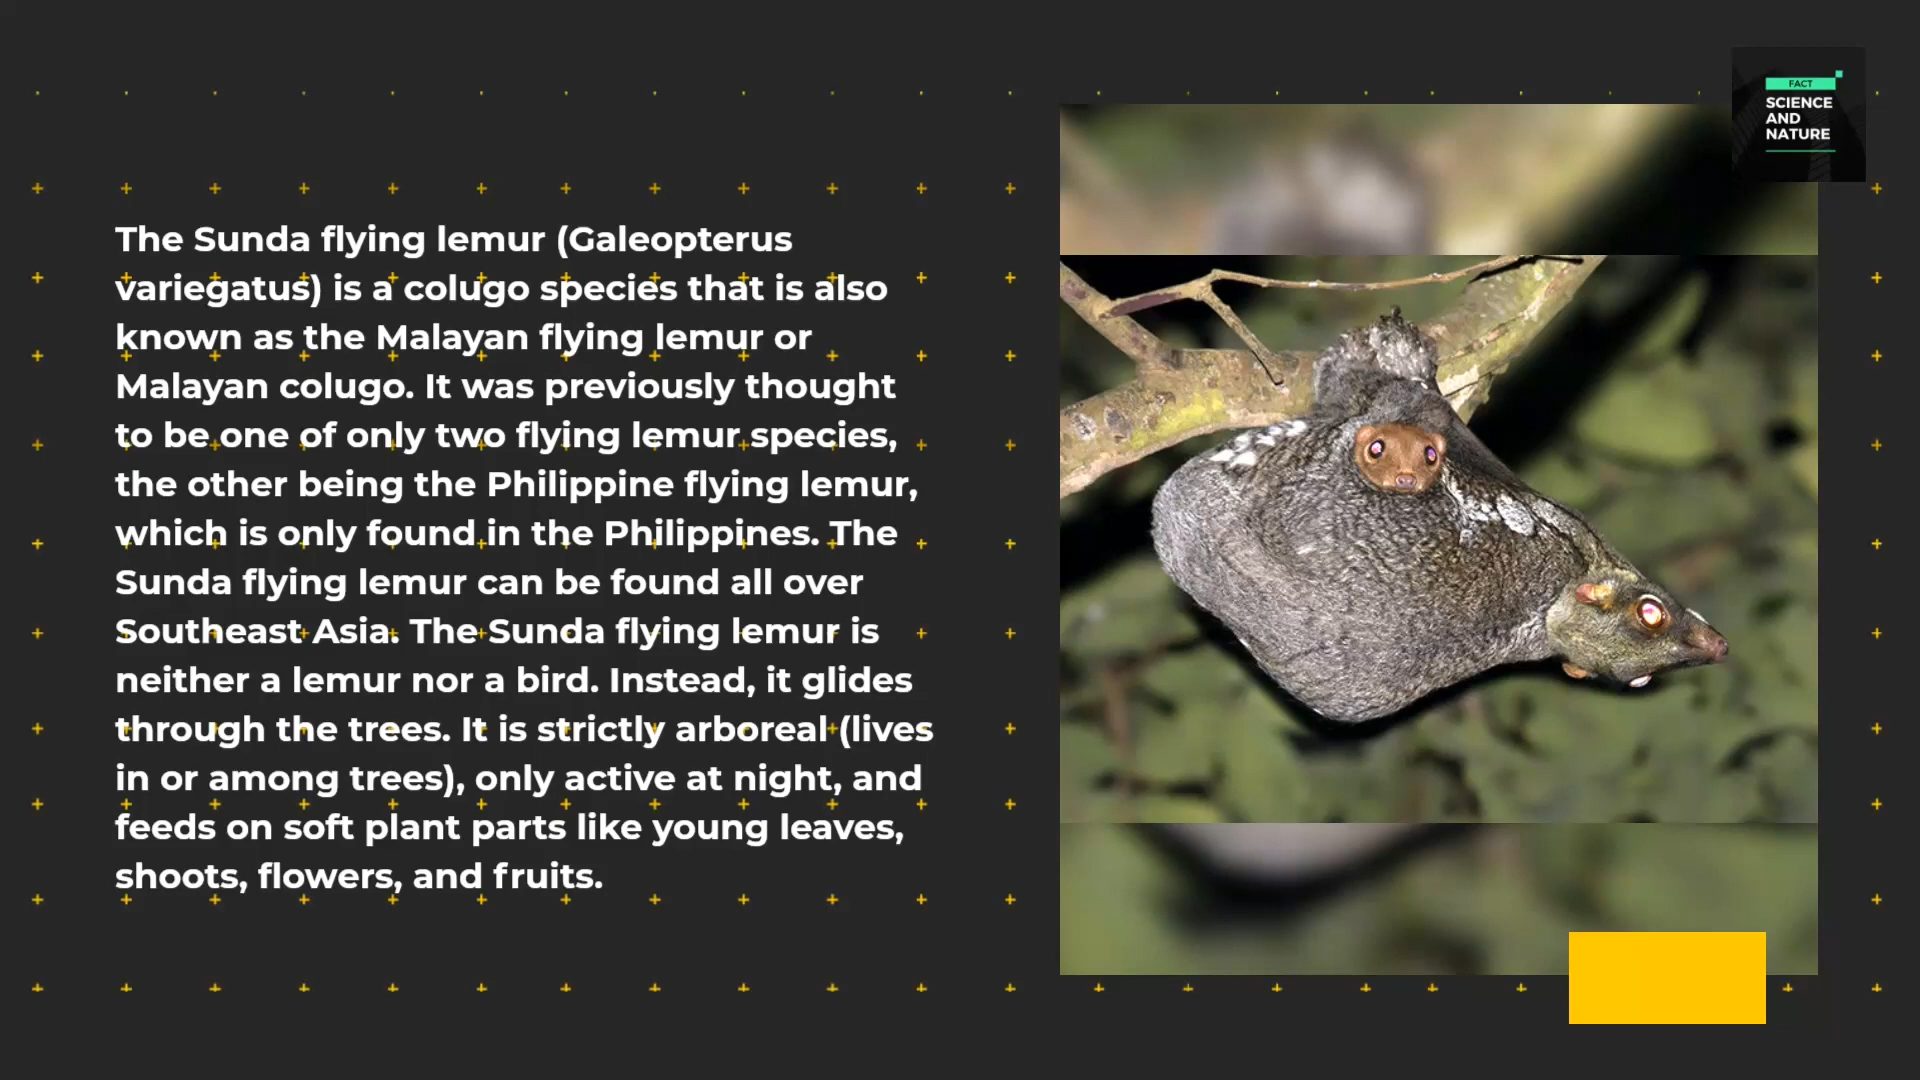 FACT
SCIENCE
AND
NATURE
The Sunda flying lemur (Galeopterus
variegatus) is a colugo species that is also
known as the Malayan flying lemur or
Malayan colugo. It was previously thought
to be one of only two flying lemur species,
the other being the Philippine flying lemur,
which is only found in the Philippines. The
Sunda flying lemur can be found all over
Southeast Asia. The Sunda flying lemur is
neither a lemur nor a bird. Instead, it glides
through the trees. It is strictly arboreal (lives
in or among trees), only active at night, and
feeds on soft plant parts like young leaves,
shoots, flowers, and fruits.